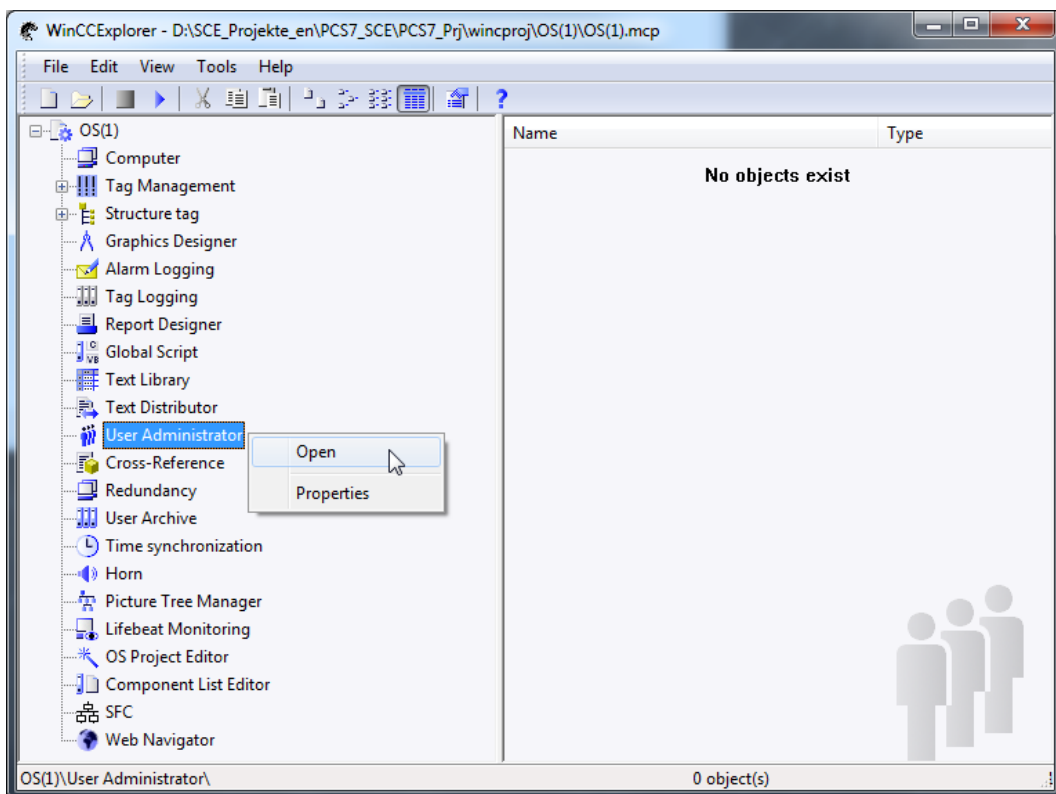 WinCCExplorer - D:\SCE_Projekte_en\PCS7_SCE\PCS7_Prj\wincproj\OS(1)\OS(1).mcp
File Edit View Tools Help
OS(1)
Computer
Tag Management
Structure tag
Graphics Designer
Alarm Logging
Tag Logging
Report Designer
Global Script
Text Library
Text Distributor
User Administrator
Cross-Reference
Redundancy
User Archive
Time synchronization
Horn
Picture Tree Manager
Lifebeat Monitoring
OS Project Editor
Component List Editor
SFC
Web Navigator
Open
Properties
Name Type
No objects exist
OS(1)\User Administrator\ 0 object(s)